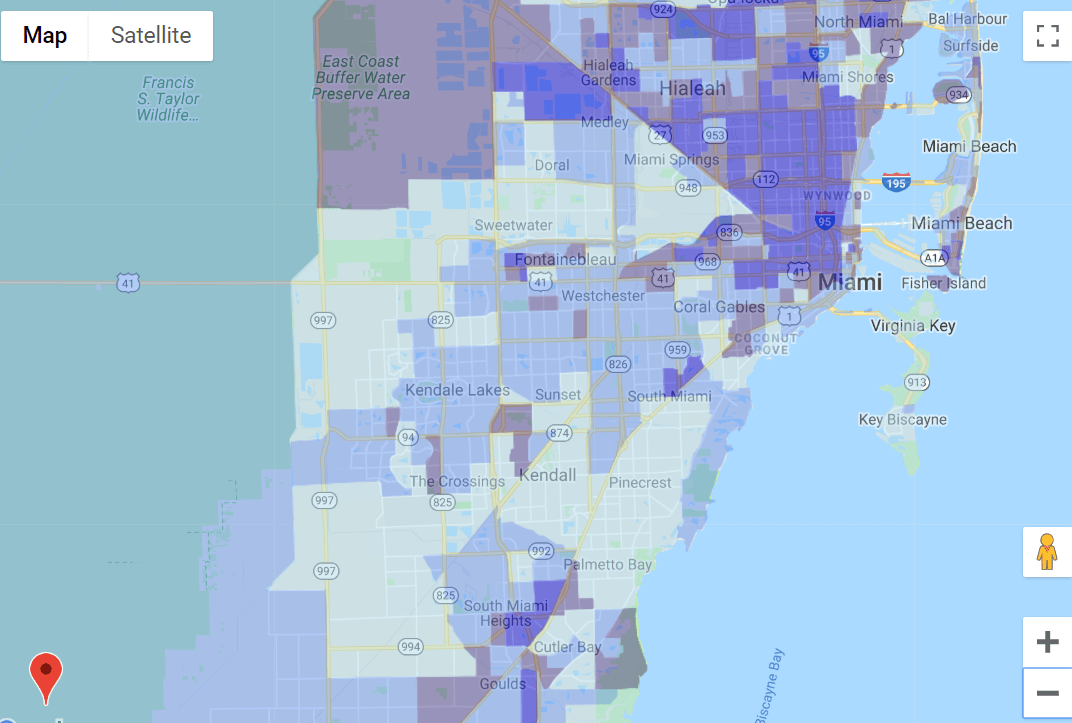 Map
Satellite
924
North Miami
Bal Harbour
Surfside
95
1
East Coast
Buffer Water
Preserve Area
Hialeah
Gardens
Hialeah
Miami Shores
934
Francis
S. Taylor
Wildlife...
Medley
27
953
Miami Beach
Doral
Miami Springs
948
112
195
WYNWOOD
Sweetwater
836
95
Miami Beach
Fontainebleau
968
A1A
41
41
41
41
Miami
Fisher Island
Westchester
Coral Gables
1
997
825
Virginia Key
COCONUT
GROVE
959
826
913
Kendale Lakes
Sunset
South Miami
Key Biscayne
94
874
The Crossings
Kendall
Pinecrest
997
825
992
Palmetto Bay
997
825
South Miami
Heights
994
Cutler Bay
Goulds
Biscayne Bay